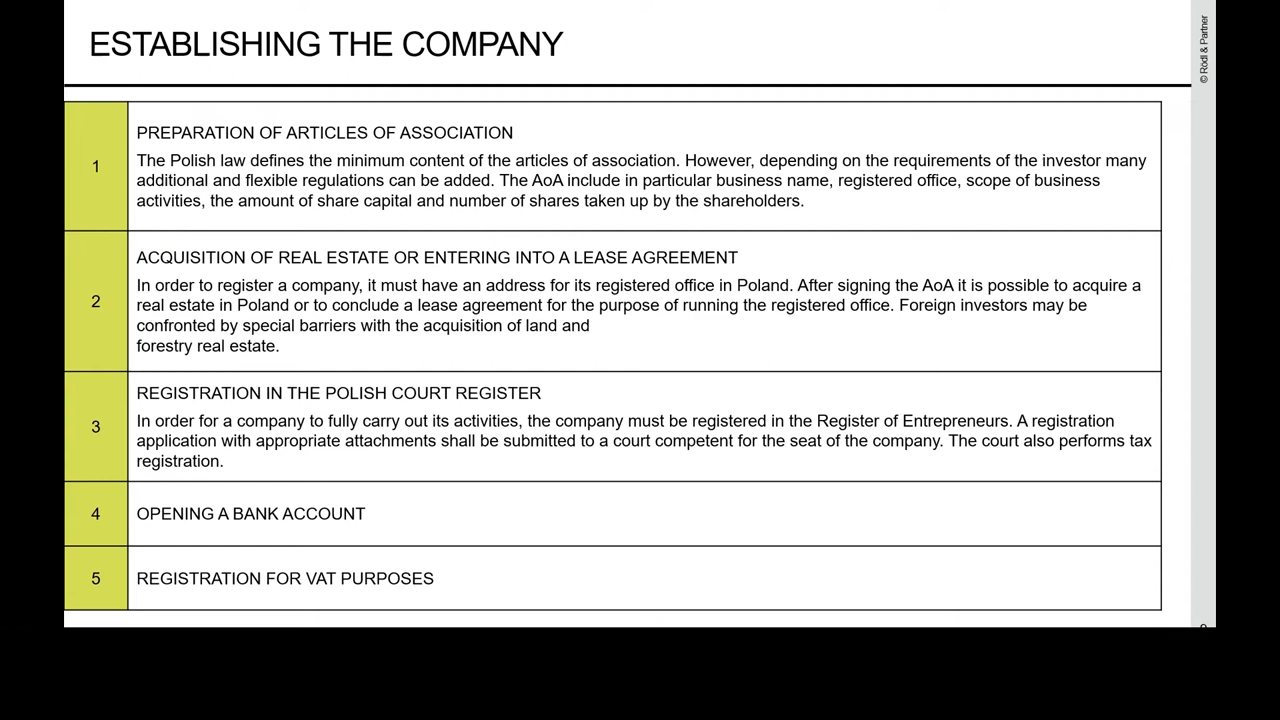 ESTABLISHING THE COMPANY
© Rödl & Partner
1
PREPARATION OF ARTICLES OF ASSOCIATION
The Polish law defines the minimum content of the articles of association. However, depending on the requirements of the investor many
additional and flexible regulations can be added. The AoA include in particular business name, registered office, scope of business
activities, the amount of share capital and number of shares taken up by the shareholders.
2
ACQUISITION OF REAL ESTATE OR ENTERING INTO A LEASE AGREEMENT
In order to register a company, it must have an address for its registered office in Poland. After signing the AoA it is possible to acquire a
real estate in Poland or to conclude a lease agreement for the purpose of running the registered office. Foreign investors may be
confronted by special barriers with the acquisition of land and
forestry real estate.
3
REGISTRATION IN THE POLISH COURT REGISTER
In order for a company to fully carry out its activities, the company must be registered in the Register of Entrepreneurs. A registration
application with appropriate attachments shall be submitted to a court competent for the seat of the company. The court also performs tax
registration.
4
OPENING A BANK ACCOUNT
5
REGISTRATION FOR VAT PURPOSES